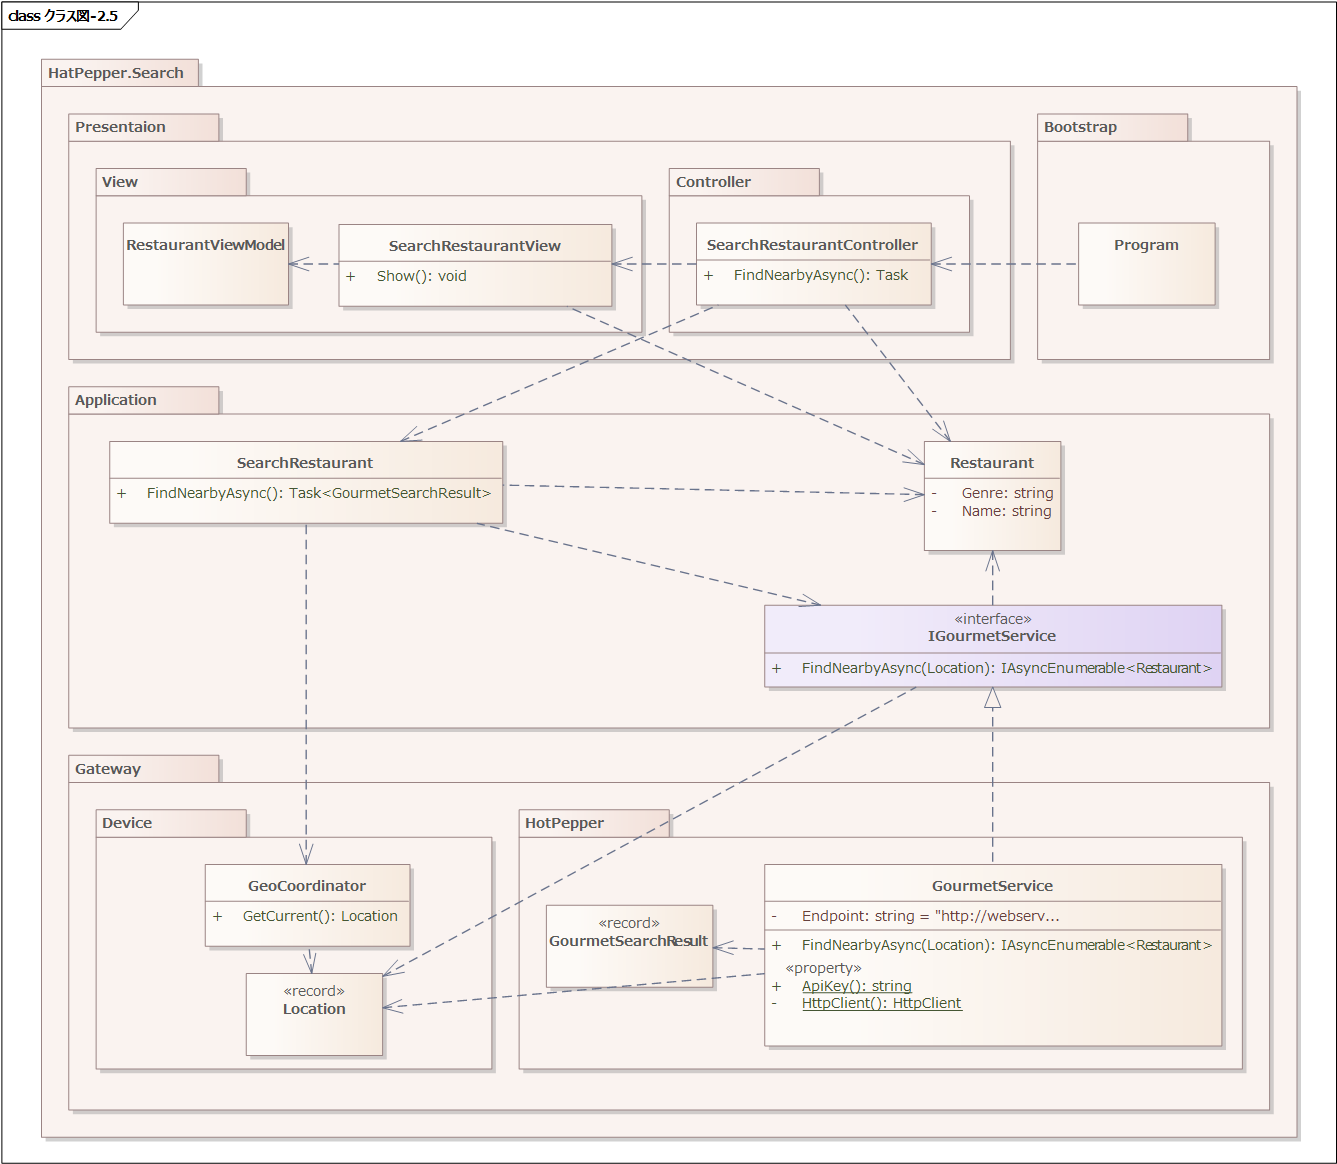 class クラス図-2.5
HatPepper.Search
Presentaion
Bootstrap
View
Controller
RestaurantViewModel
SearchRestaurantView
+ Show(): void
SearchRestaurantController
+ FindNearbyAsync(): Task
Program
Application
SearchRestaurant
+ FindNearbyAsync(): Task<GourmetSearchResult>
Restaurant
- Genre: string
- Name: string
«interface»
IGourmetService
+ FindNearbyAsync(Location): IAsyncEnumerable<Restaurant>
Gateway
Device
HotPepper
GeoCoordinator
+ GetCurrent(): Location
«record»
Location
«record»
GourmetSearchResult
GourmetService
- Endpoint: string = "http://webserv...
+ FindNearbyAsync(Location): IAsyncEnumerable<Restaurant>
«property»
+ ApiKey(): string
- HttpClient(): HttpClient